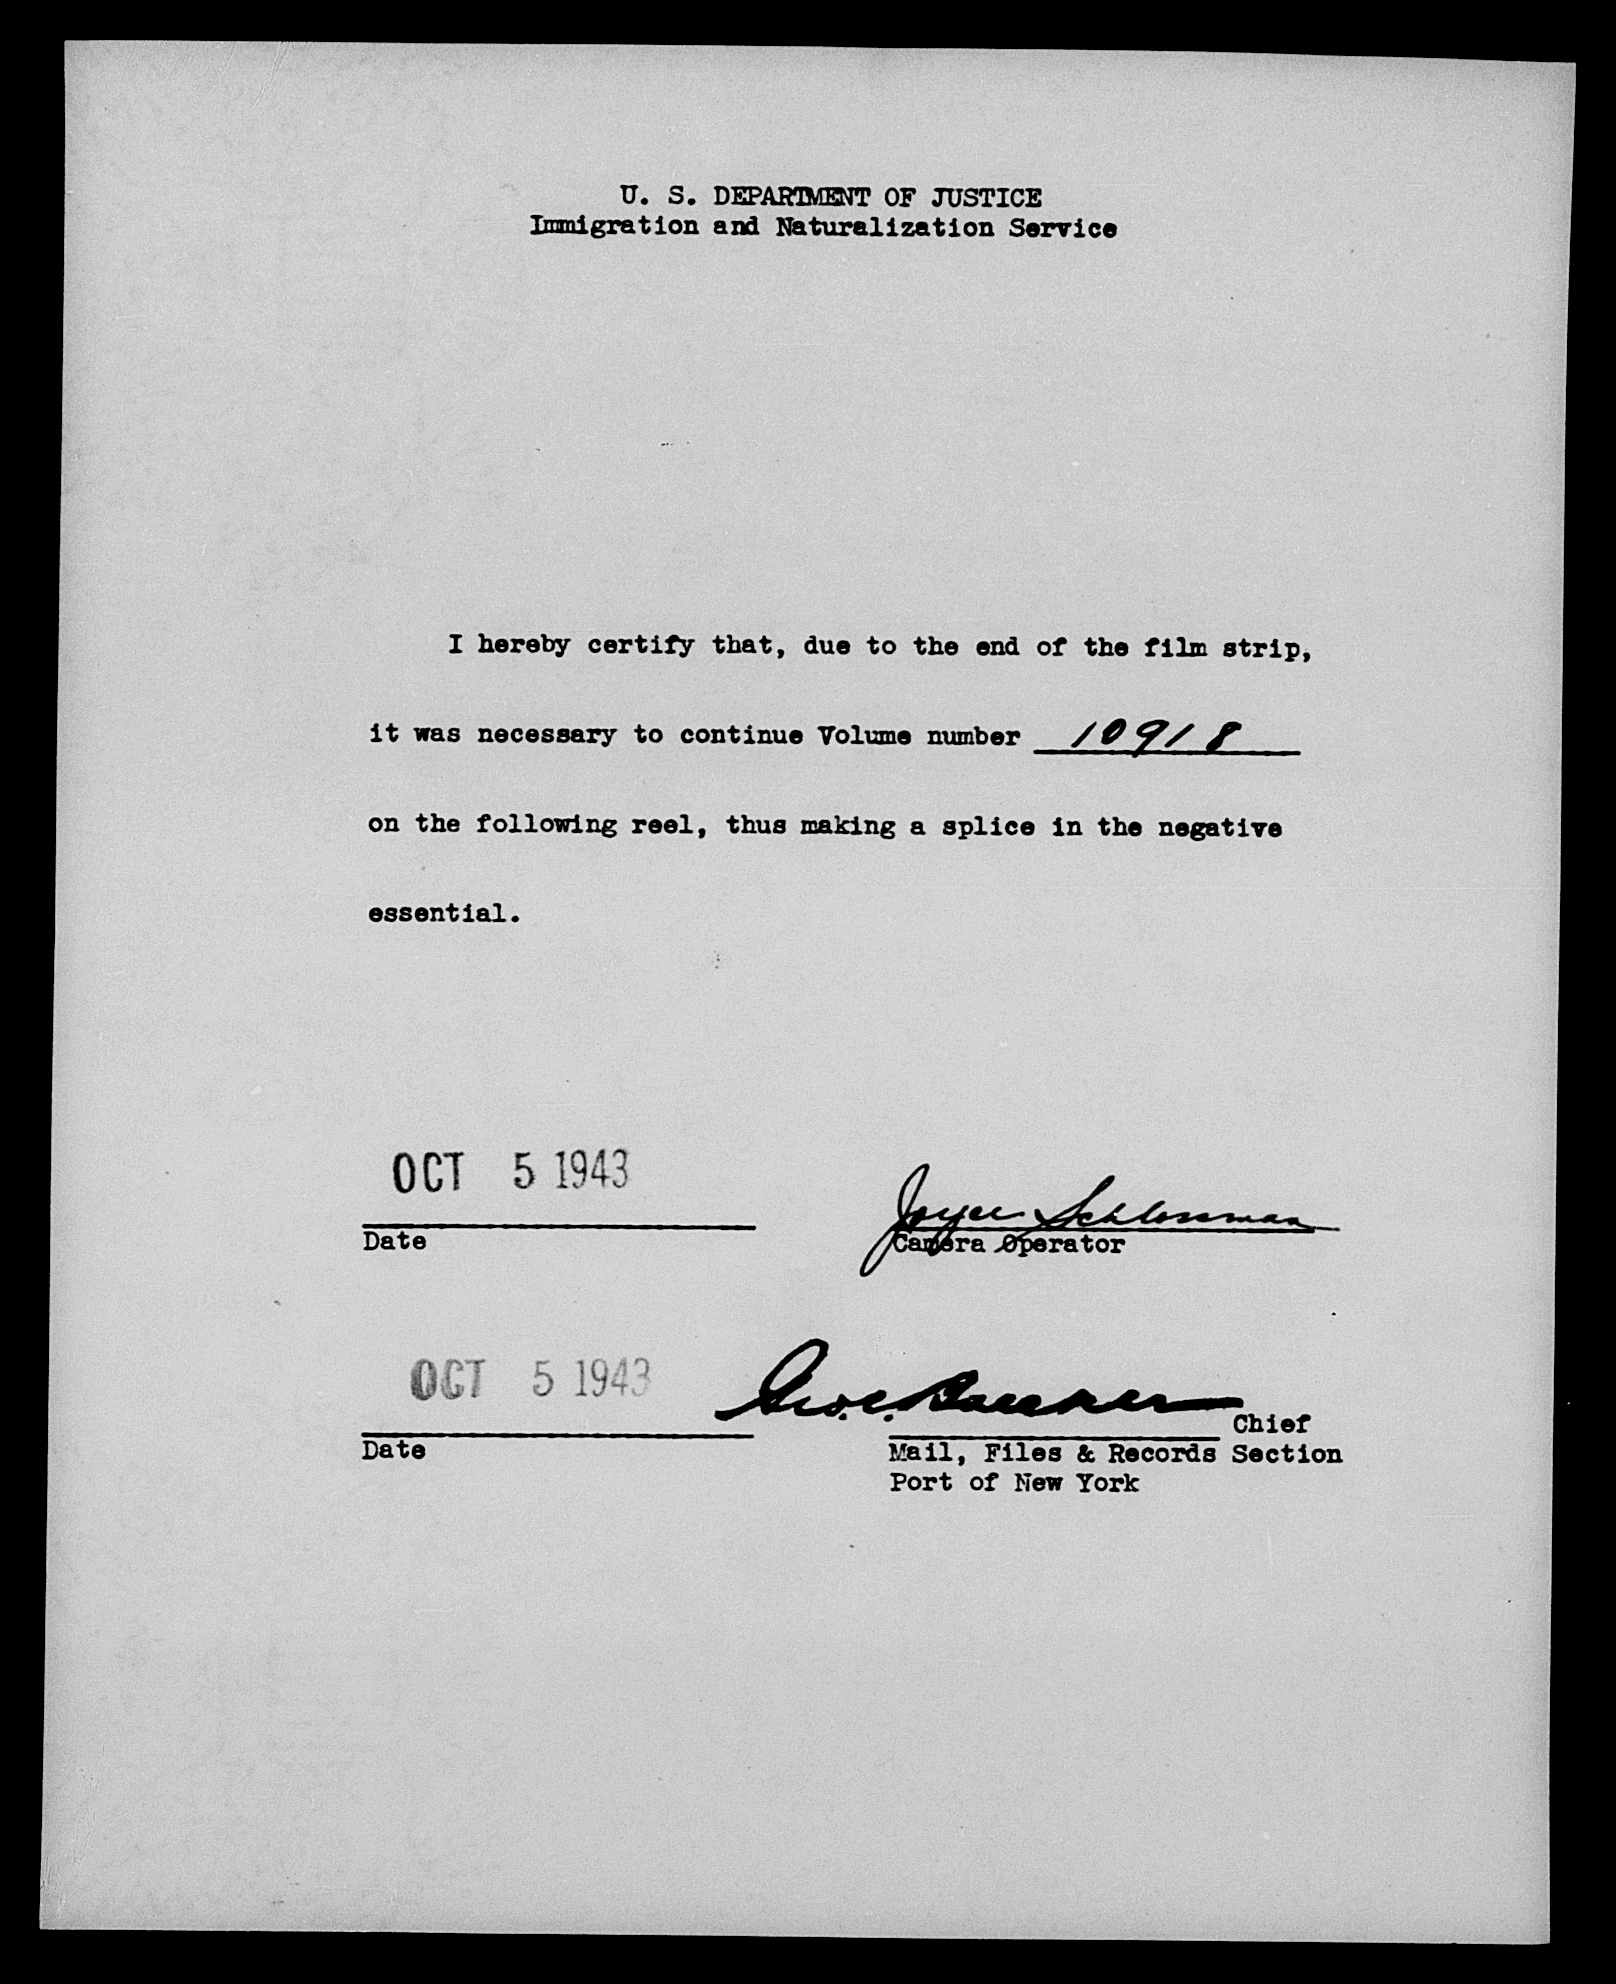 U. S. DEPARTMENT OF JUSTICE
Immigration and Naturalization Service
I hereby certify that, due to the end of the film strip,
it was necessary to continue Volume number 10918
on the following reel, thus making a splice in the negative
essential.
OCT 5 1943
Joyce Schlossman
Date
Camera Operator
OCT 5 1943
Chief
Date
Mail, Files & Records Section
Port of New York